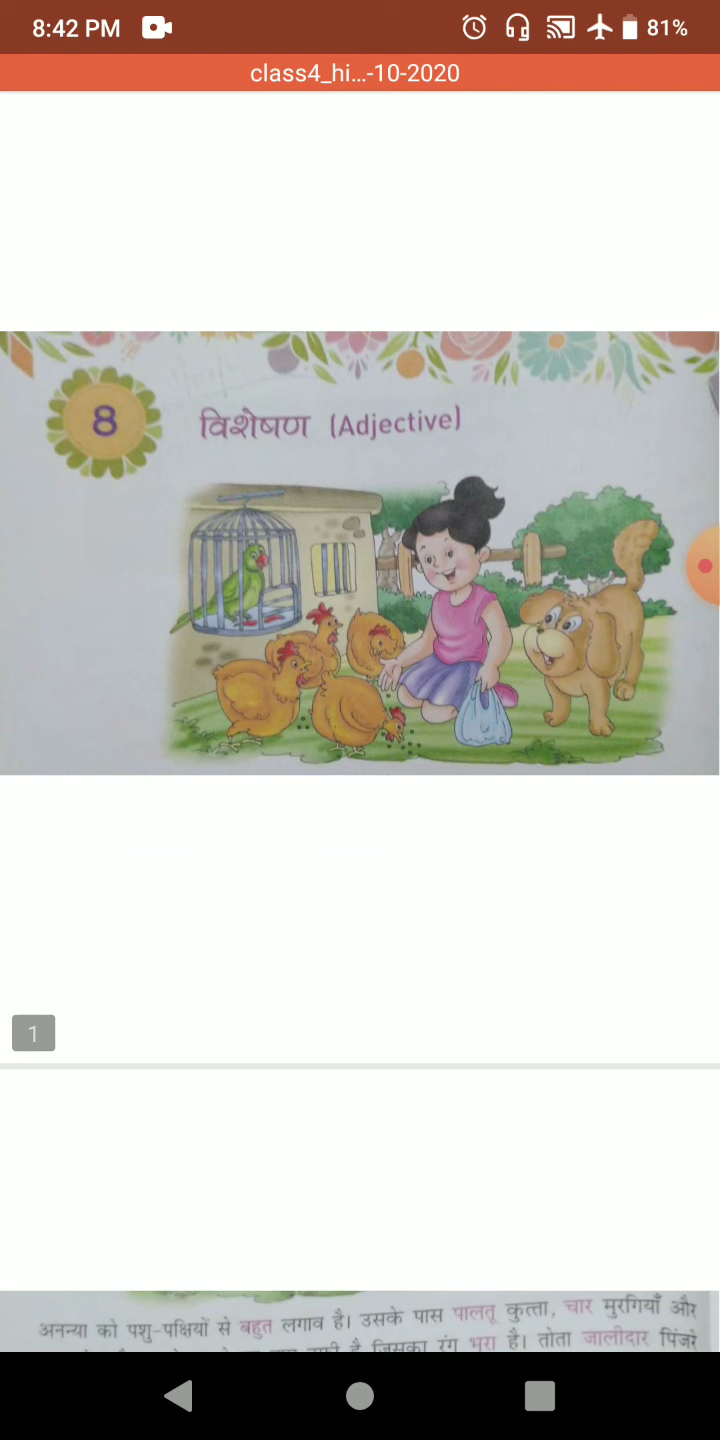 8:42 PM
81%
class4_hi...-10-2020
8
विशेषण (Adjective)
1
अनन्या को पशु-पक्षियों से बहुत लगाव है। उसके पास पालतू कुत्ता, चार मुरगियाँ और
है जिसका रंग भूरा है। तोता जालीदार पिंजरे